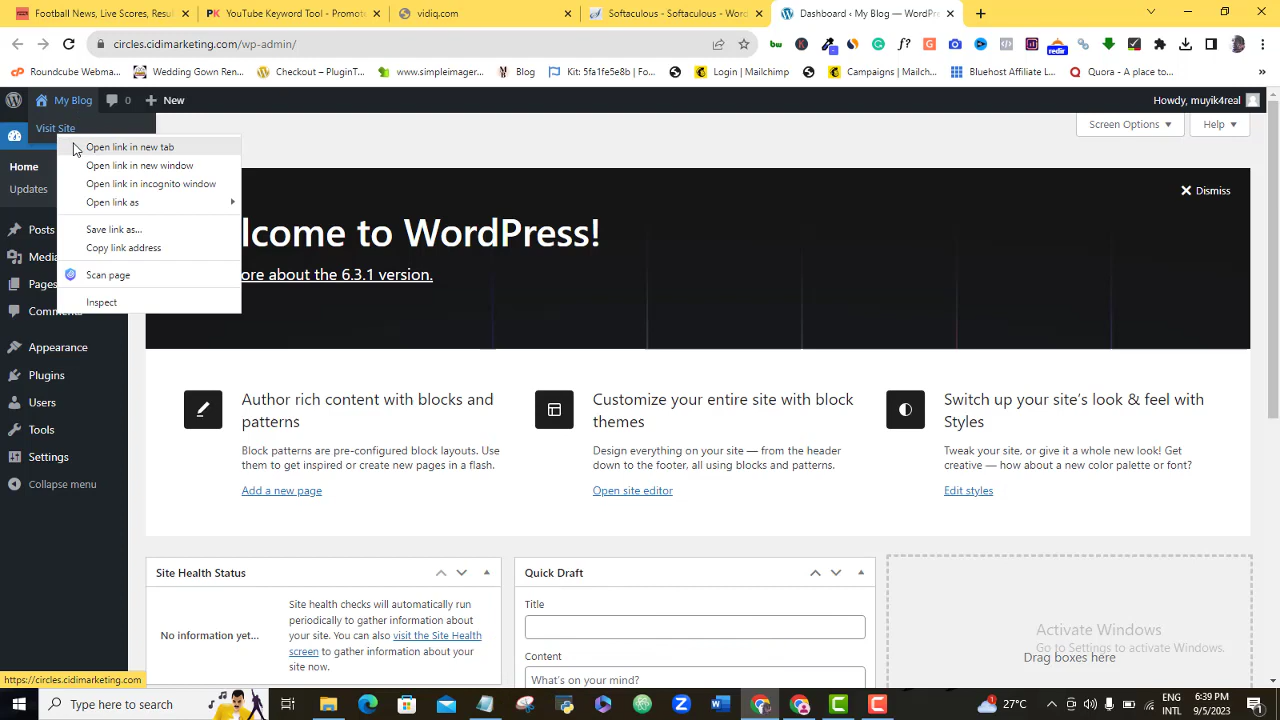 Football News, Live Scores, Resu
YouTube Keyword Tool - Promote
vidiq.com
Softaculous - Softaculous - Word
Dashboard ‹ My Blog — WordPre
circles.cidimarketing.com/wp-admin/
Roundcube Webma...
Wedding Gown Ren...
Checkout – PluginT...
www.simpleimager...
Blog
Kit: 5fa1fe5e8b | Fo...
Login | Mailchimp
Campaigns | Mailch...
Bluehost Affiliate L...
Quora - A place to...
My Blog
0
New
Howdy, muyik4real
Visit Site
Screen Options
Help
Open link in new tab
Open link in new window
Open link in incognito window
Open link as
Save link as...
Copy link address
Scan page
Inspect
Home
Updates
Posts
Media
Pages
Comments
Appearance
Plugins
Users
Tools
Settings
Collapse menu
Dismiss
lcome to WordPress!
ore about the 6.3.1 version.
Author rich content with blocks and
patterns
Block patterns are pre-configured block layouts. Use
them to get inspired or create new pages in a flash.
Add a new page
Customize your entire site with block
themes
Design everything on your site — from the header
down to the footer, all using blocks and patterns.
Open site editor
Switch up your site's look & feel with
Styles
Tweak your site, or give it a whole new look! Get
creative — how about a new color palette or font?
Edit styles
Site Health Status
No information yet...
Site health checks will automatically run
periodically to gather information about
your site. You can also visit the Site Health
screen to gather information about your
site now.
Quick Draft
Title
Content
What's on your mind?
Activate Windows
Go to Settings to activate Windows.
Drag boxes here
https://circles.cidimarketing.com
Type here to search
27°C
ENG
INTL
6:39 PM
9/5/2023